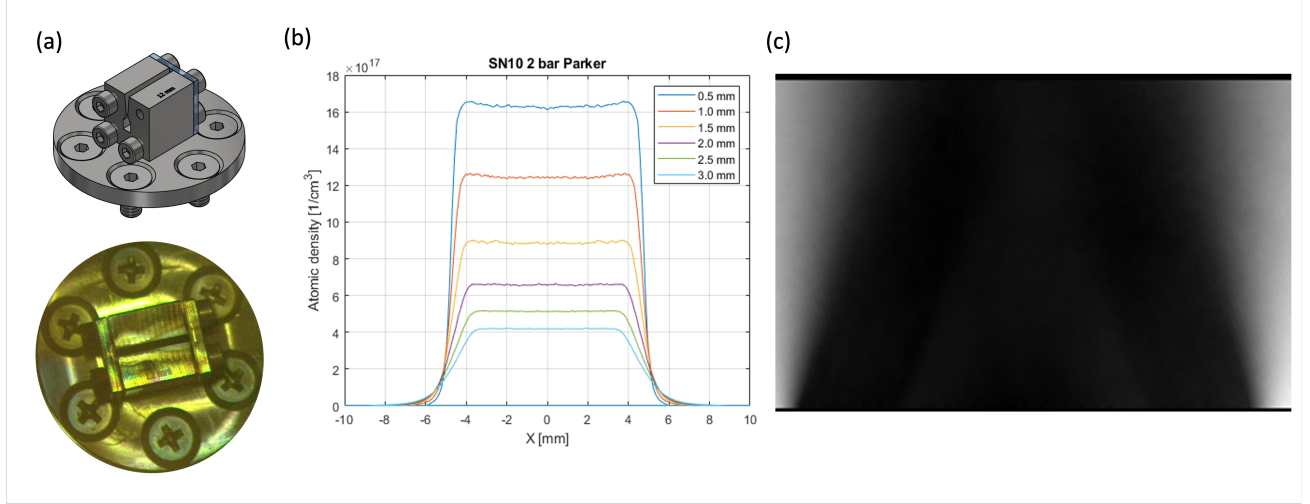 (a)
12 mm
(b)
SN10 2 bar Parker
×10^17
18
16
14
12
10
8
6
4
2
0
Atomic density [1/cm^3]
-10
-8
-6
-4
-2
0
2
4
6
8
10
X [mm]
0.5 mm
1.0 mm
1.5 mm
2.0 mm
2.5 mm
3.0 mm
(c)